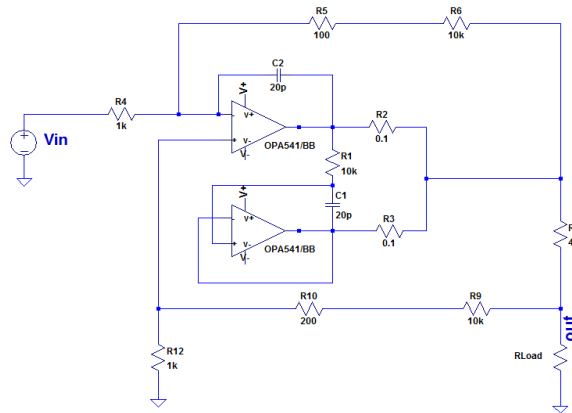 R5
100
R6
10k
C2
20p
R4
1k
V+
Vin
-
v+
+
v-
V-
OPA541/BB
R2
0.1
R1
10k
V+
C1
20p
-
v+
+
v-
V-
OPA541/BB
R3
0.1
R10
200
R9
10k
out
R12
1k
RLoad